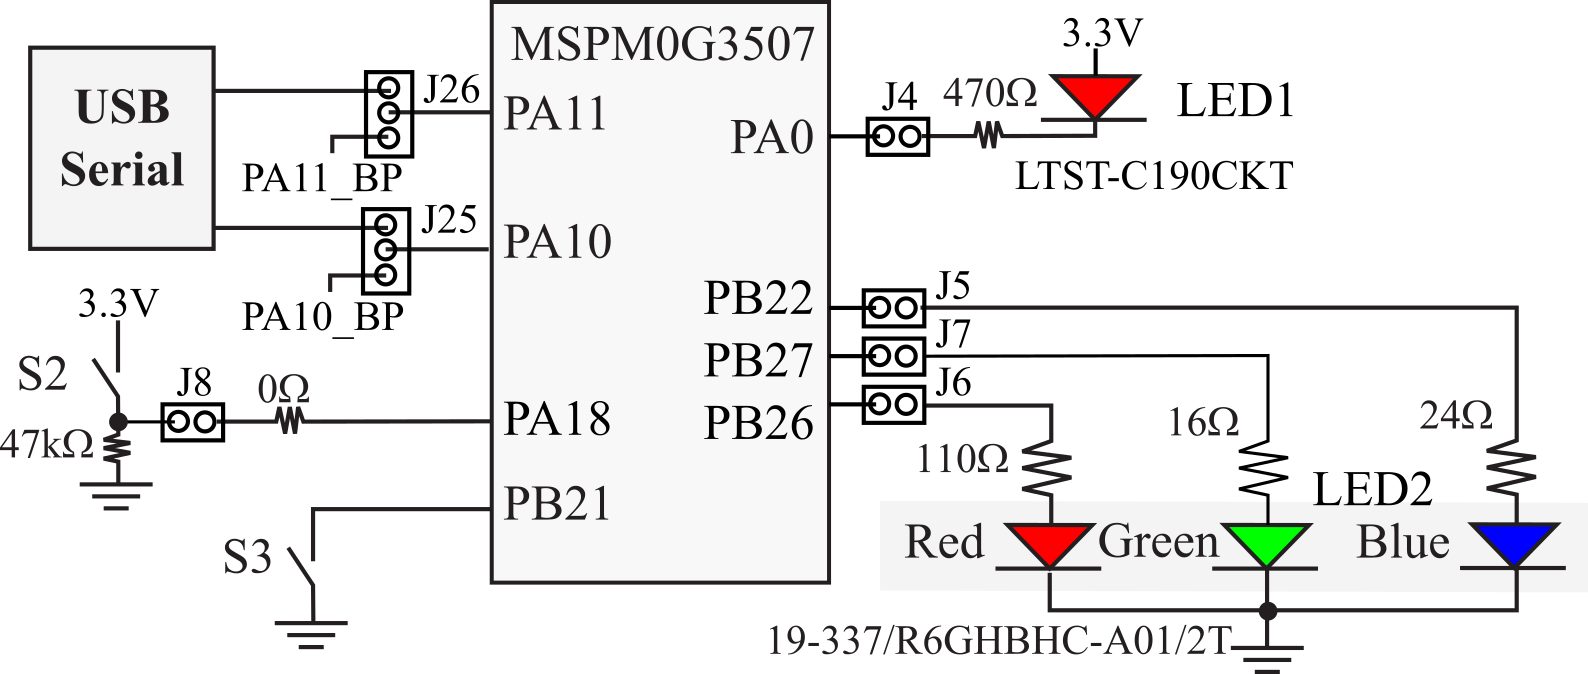 MSPM0G3507
USB
Serial
J26
PA11
PA11_BP
J25
PA10
PA10_BP
3.3V
S2
J8
0Ω
47kΩ
PA18
PB21
S3
3.3V
J4
470Ω
LED1
PA0
LTST-C190CKT
PB22
J5
PB27
J7
PB26
J6
110Ω
16Ω
24Ω
LED2
Red
Green
Blue
19-337/R6GHBHC-A01/2T